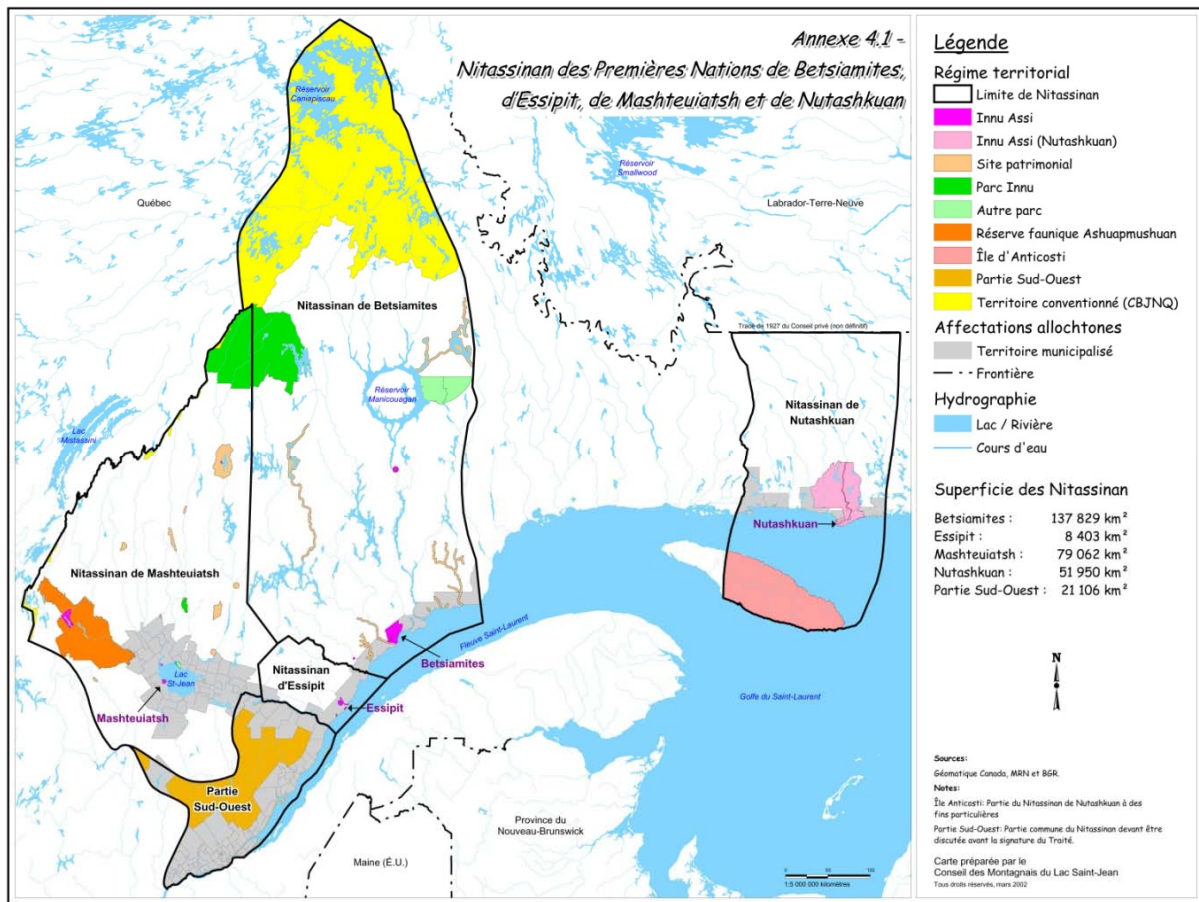 Annexe 4.1 -
Nitassinan des Premières Nations de Betsiamites,
d'Essipit, de Mashteuiatsh et de Nutashkuan
Réservoir
Caniapiscau
Québec
Réservoir
Smallwood
Labrador-Terre-Neuve
Nitassinan de Betsiamites
Tracé de 1927 du Conseil privé (non définitif)
Réservoir
Manicouagan
Nitassinan de
Nutashkuan
Lac
Mistassini
Nutashkuan
Nitassinan de Mashteuiatsh
Fleuve Saint-Laurent
Betsiamites
Nitassinan
d'Essipit
Lac
St-Jean
Mashteuiatsh
Essipit
Golfe du Saint-Laurent
Partie
Sud-Ouest
Province du
Nouveau-Brunswick
Maine (É.U.)
1:5 000 000 kilomètres
Légende
Régime territorial
Limite de Nitassinan
Innu Assi
Innu Assi (Nutashkuan)
Site patrimonial
Parc Innu
Autre parc
Réserve faunique Ashuapmushuan
Île d'Anticosti
Partie Sud-Ouest
Territoire conventionné (CBJNQ)
Affectations allochtones
Territoire municipalisé
Frontière
Hydrographie
Lac / Rivière
Cours d'eau
Superficie des Nitassinan
Betsiamites : 137 829 km²
Essipit : 8 403 km²
Mashteuiatsh : 79 062 km²
Nutashkuan : 51 950 km²
Partie Sud-Ouest : 21 106 km²
N
Sources:
Géomatique Canada, MRN et BGR.
Notes:
Île Anticosti: Partie du Nitassinan de Nutashkuan à des
fins particulières
Partie Sud-Ouest: Partie commune du Nitassinan devant être
discutée avant la signature du Traité.
Carte préparée par le
Conseil des Montagnais du Lac Saint-Jean
Tous droits réservés, mars 2002